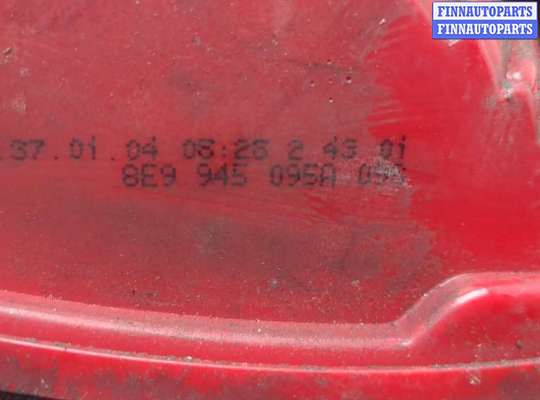 FINNAUTOPARTS
FINNAUTOPARTS
.37.01.04 08:26 2 43 01
8E9 945 095A